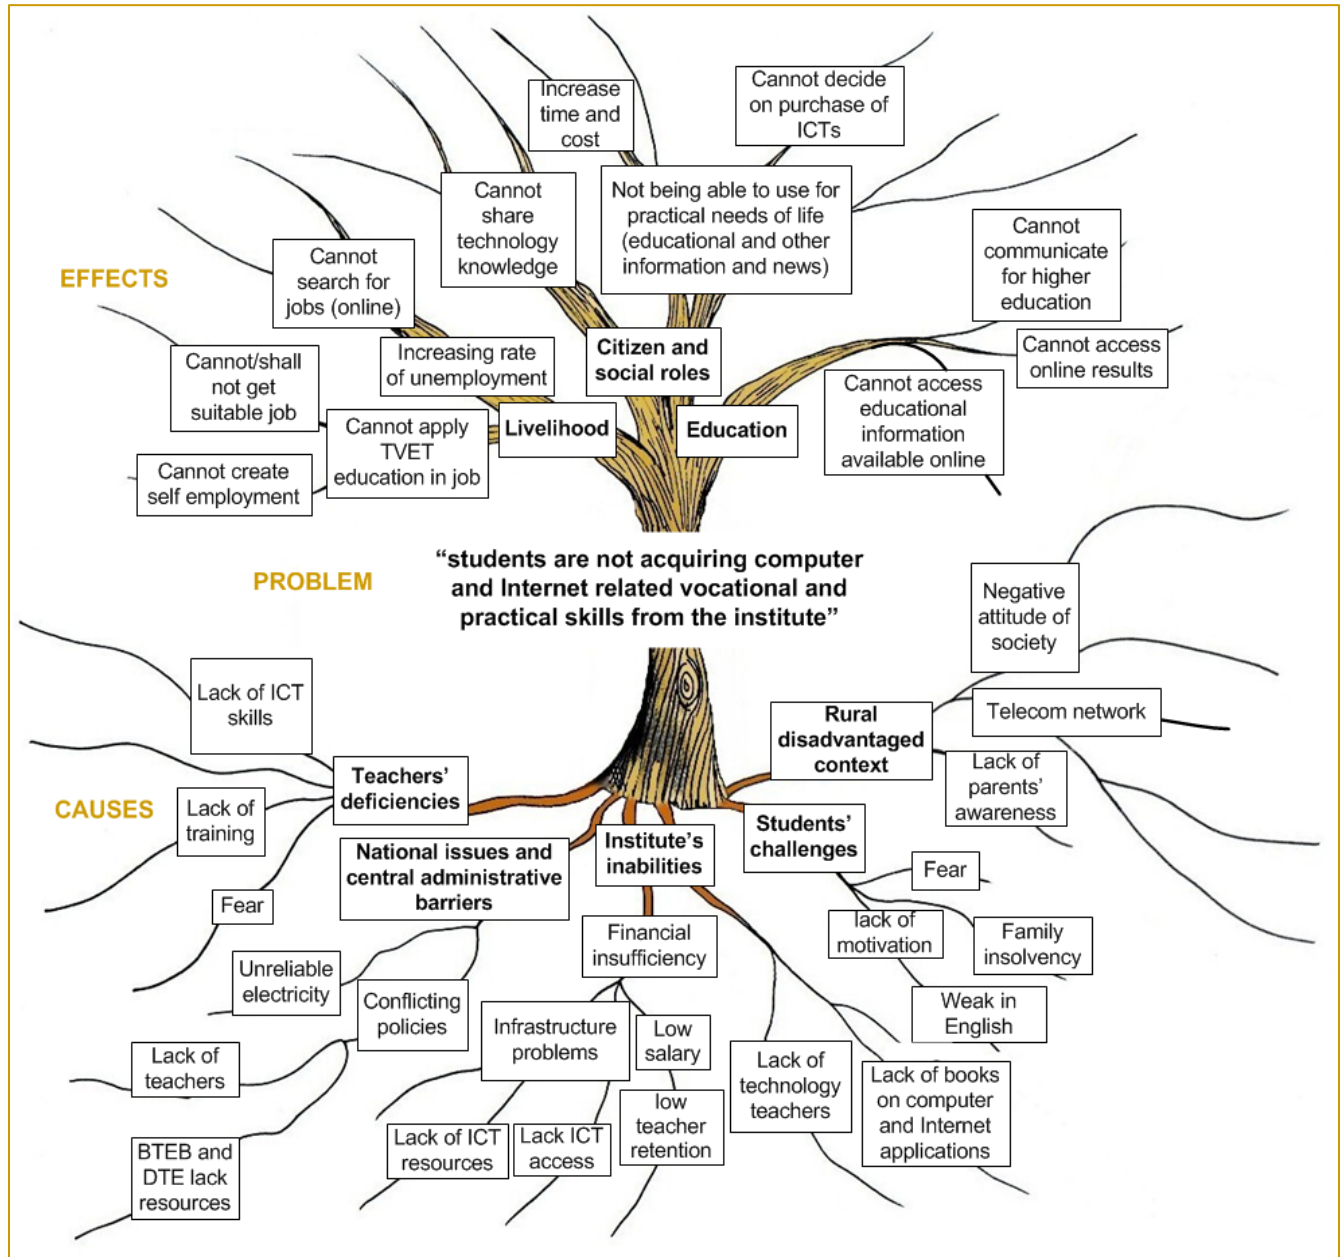 Increase
time and
cost
Cannot decide
on purchase of
ICTs
Cannot
share
technology
knowledge
Not being able to use for
practical needs of life
(educational and other
information and news)
Cannot
communicate
for higher
education
EFFECTS
Cannot
search for
jobs (online)
Cannot/shall
not get
suitable job
Increasing rate
of unemployment
Citizen and
social roles
Cannot access
online results
Cannot access
educational
information
available online
Cannot apply
TVET
education in job
Livelihood
Education
Cannot create
self employment
PROBLEM
“students are not acquiring computer
and Internet related vocational and
practical skills from the institute”
Negative
attitude of
society
Lack of ICT
skills
Rural
disadvantaged
context
Telecom network
Lack of
parents’
awareness
CAUSES
Teachers’
deficiencies
Lack of
training
National issues and
central administrative
barriers
Institute’s
inabilities
Students’
challenges
Fear
Fear
lack of
motivation
Family
insolvency
Financial
insufficiency
Unreliable
electricity
Conflicting
policies
Weak in
English
Infrastructure
problems
Low
salary
Lack of
teachers
Lack of
technology
teachers
Lack of books
on computer
and Internet
applications
low
teacher
retention
Lack of ICT
resources
Lack ICT
access
BTEB and
DTE lack
resources